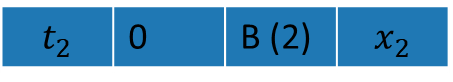 t₂ 0 B (2) x₂